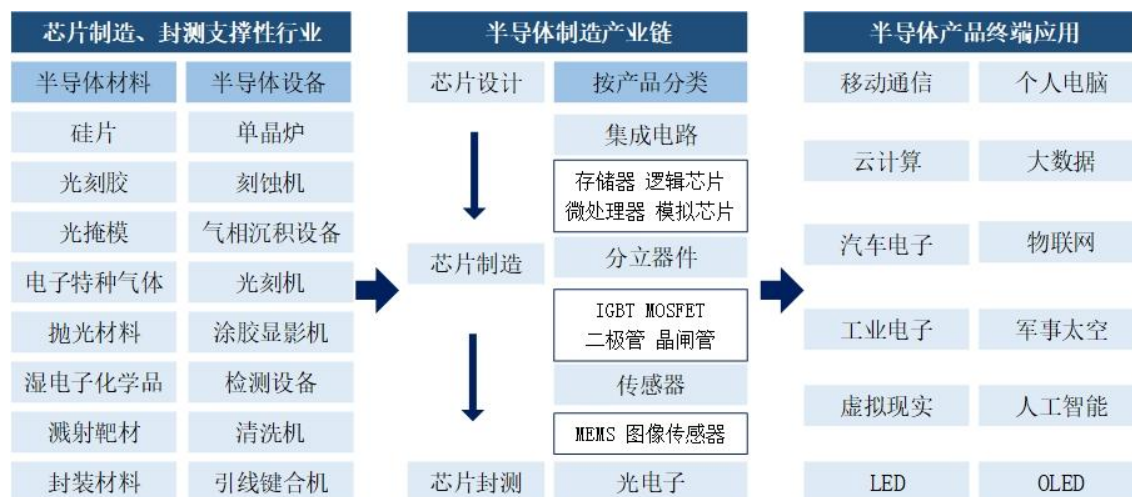 芯片制造、封测支撑性行业
半导体材料 半导体设备
硅片 单晶炉
光刻胶 刻蚀机
光掩模 气相沉积设备
电子特种气体 光刻机
抛光材料 涂胶显影机
湿电子化学品 检测设备
溅射靶材 清洗机
封装材料 引线键合机
半导体制造产业链
芯片设计
芯片制造
芯片封测
按产品分类
集成电路
存储器 逻辑芯片
微处理器 模拟芯片
分立器件
IGBT MOSFET
二极管 晶闸管
传感器
MEMS 图像传感器
光电子
半导体产品终端应用
移动通信 个人电脑
云计算 大数据
汽车电子 物联网
工业电子 军事太空
虚拟现实 人工智能
LED OLED